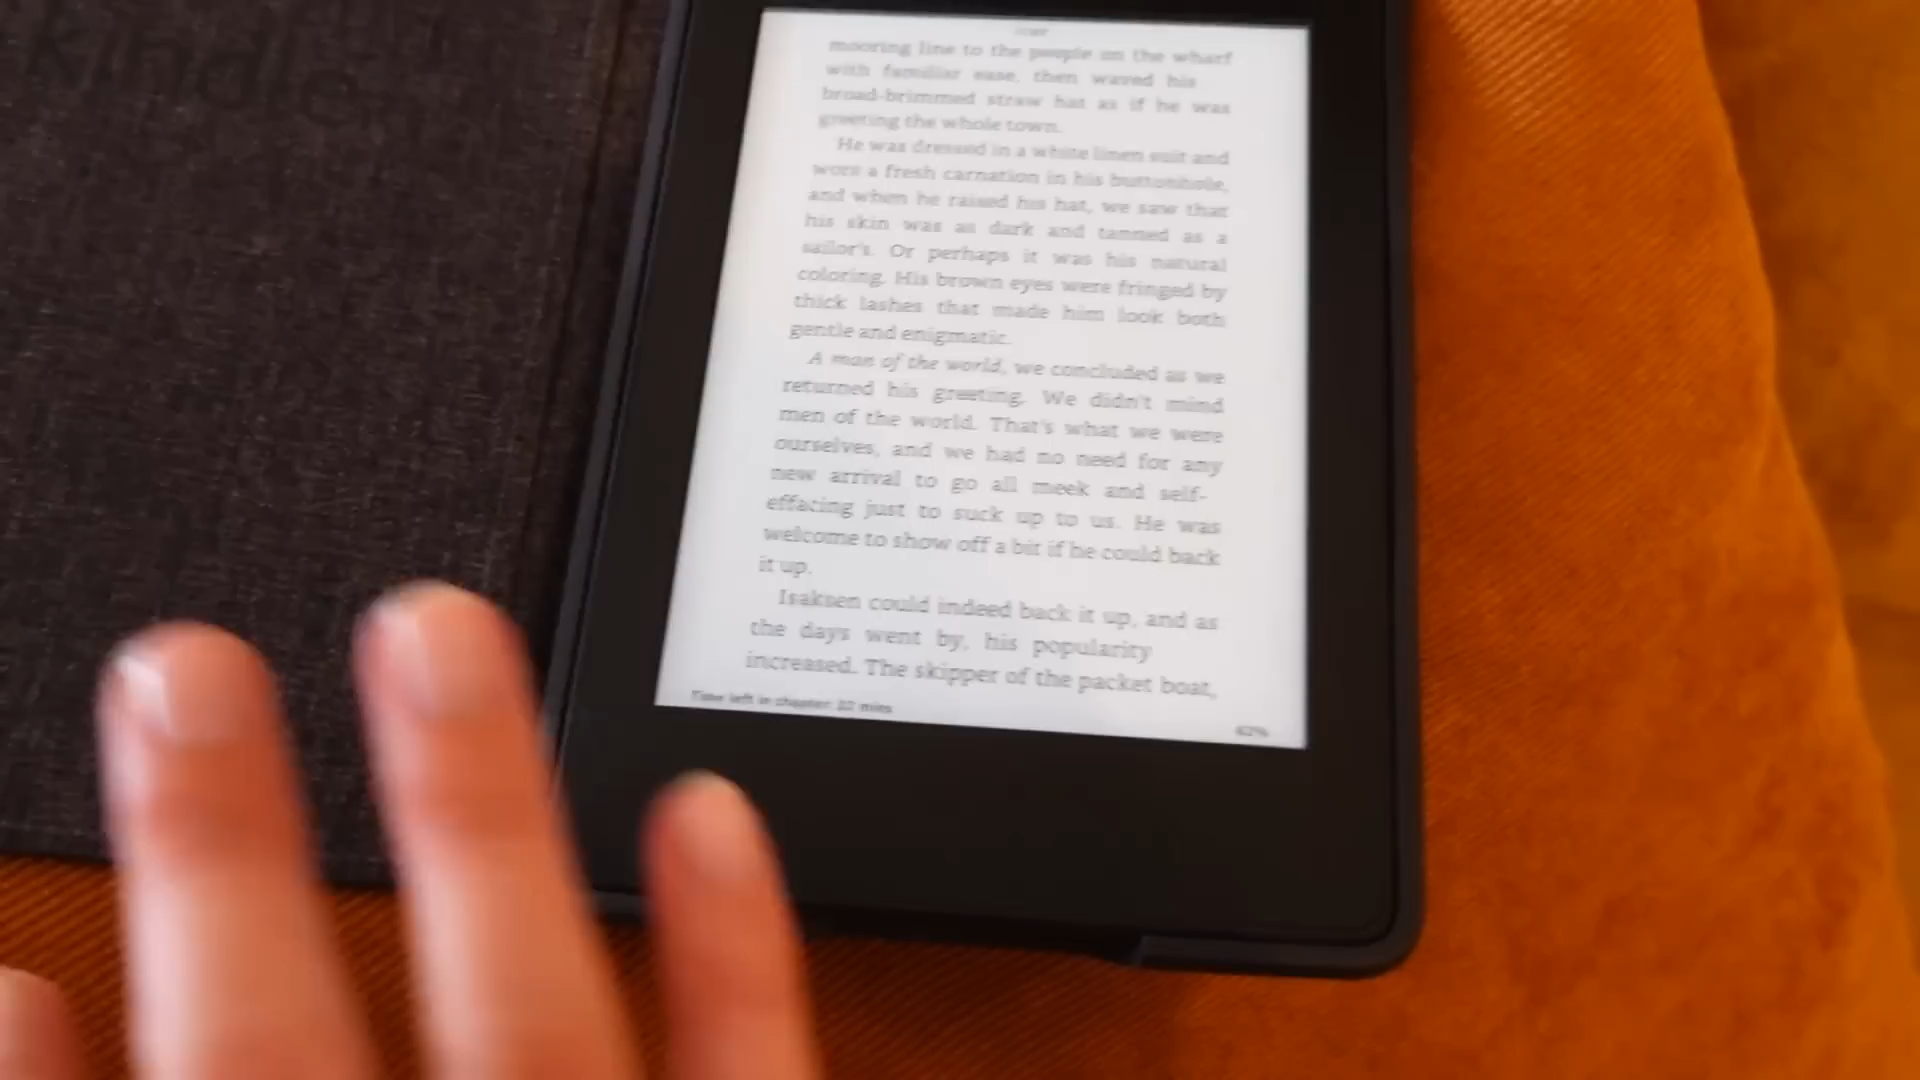 kindle
mooring line to the people on the wharf
with familiar ease, then waved his
broad-brimmed straw hat as if he was
greeting the whole town.
He was dressed in a white linen suit and
wore a fresh carnation in his buttonhole,
and when he raised his hat, we saw that
his skin was as dark and tanned as a
sailor's. Or perhaps it was his natural
coloring. His brown eyes were fringed by
thick lashes that made him look both
gentle and enigmatic.
A man of the world, we concluded as we
returned his greeting. We didn't mind
men of the world. That's what we were
ourselves, and we had no need for any
new arrival to go all meek and self-
effacing just to suck up to us. He was
welcome to show off a bit if he could back
it up.
Isaksen could indeed back it up, and as
the days went by, his popularity
increased. The skipper of the packet boat,
Time left in chapter: mins
62%